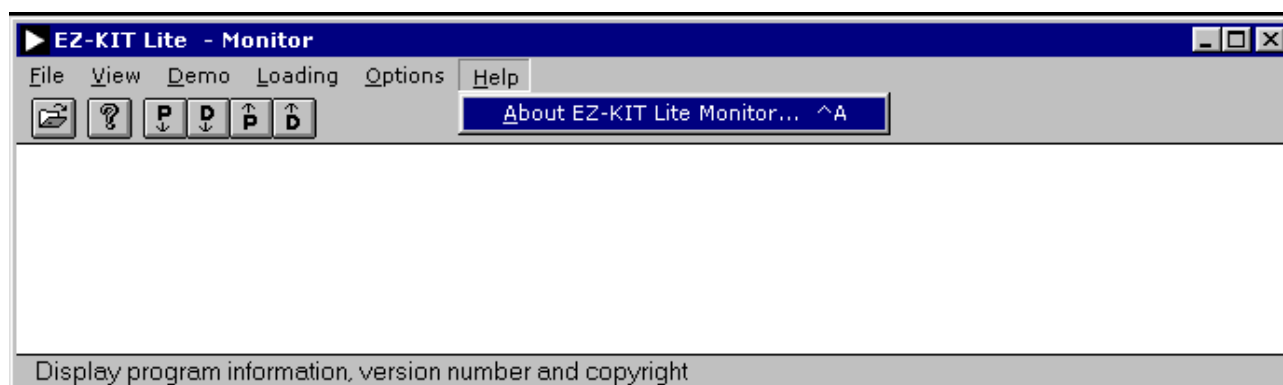 EZ-KIT Lite - Monitor
File View Demo Loading Options Help
? P D P D
About EZ-KIT Lite Monitor... ^A
Display program information, version number and copyright